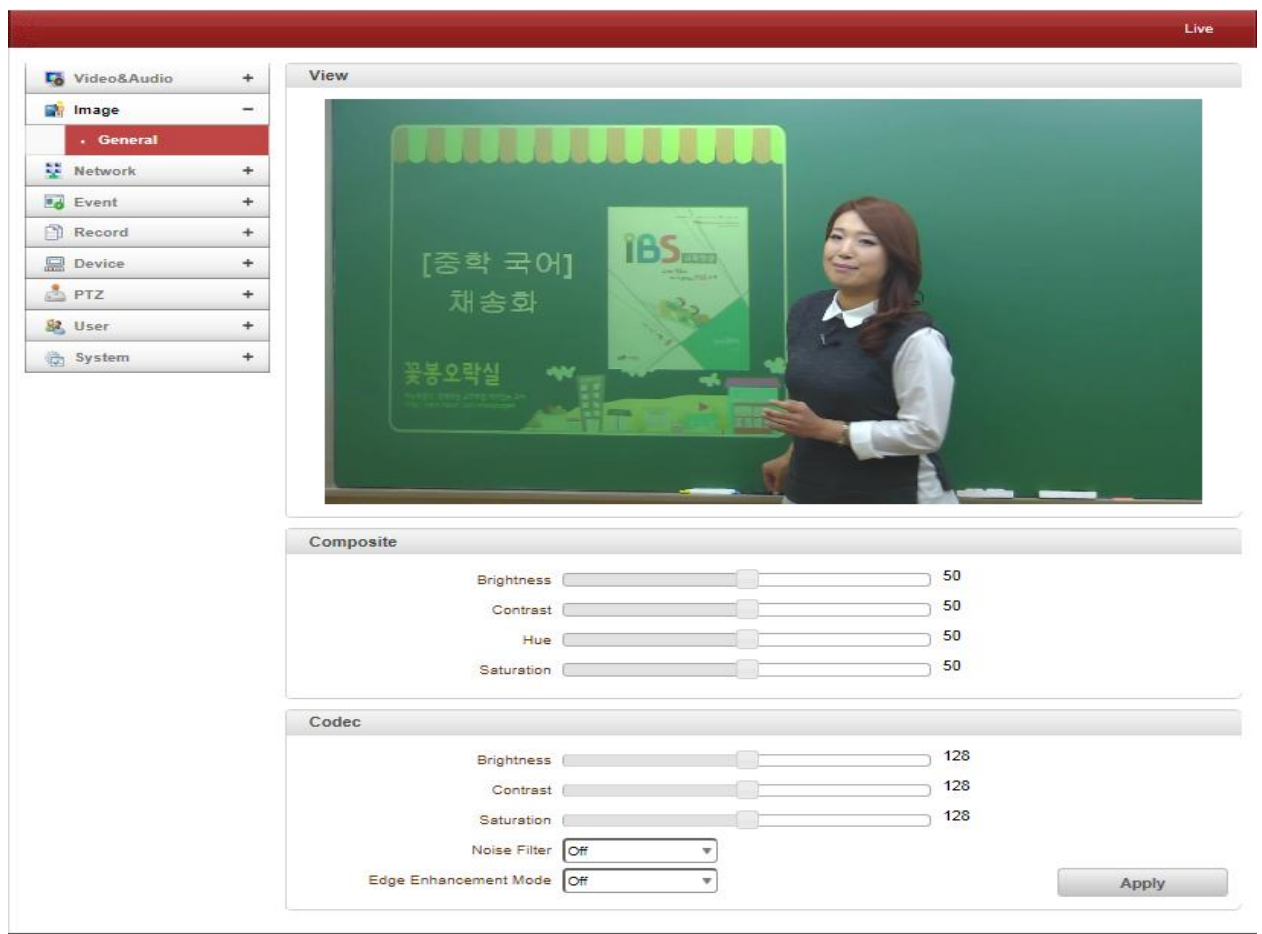 Live
Video&Audio +
Image −
General
Network +
Event +
Record +
Device +
PTZ +
User +
System +
View
[중학 국어]
채송화
iBS
꽃봉오락실
Composite
Brightness 50
Contrast 50
Hue 50
Saturation 50
Codec
Brightness 128
Contrast 128
Saturation 128
Noise Filter Off
Edge Enhancement Mode Off
Apply